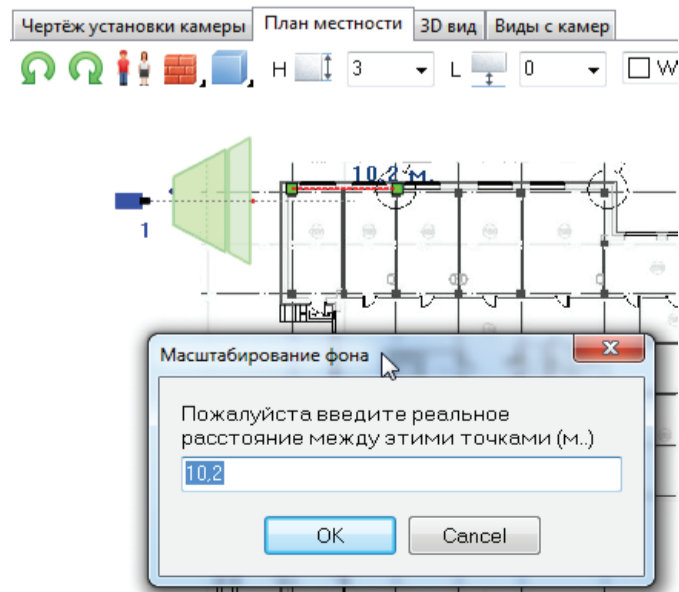 Чертёж установки камеры План местности 3D вид Виды с камер
H 3 L 0 W
10,2 м.
1
Масштабирование фона
Пожалуйста введите реальное
расстояние между этими точками (м..)
10,2
OK Cancel